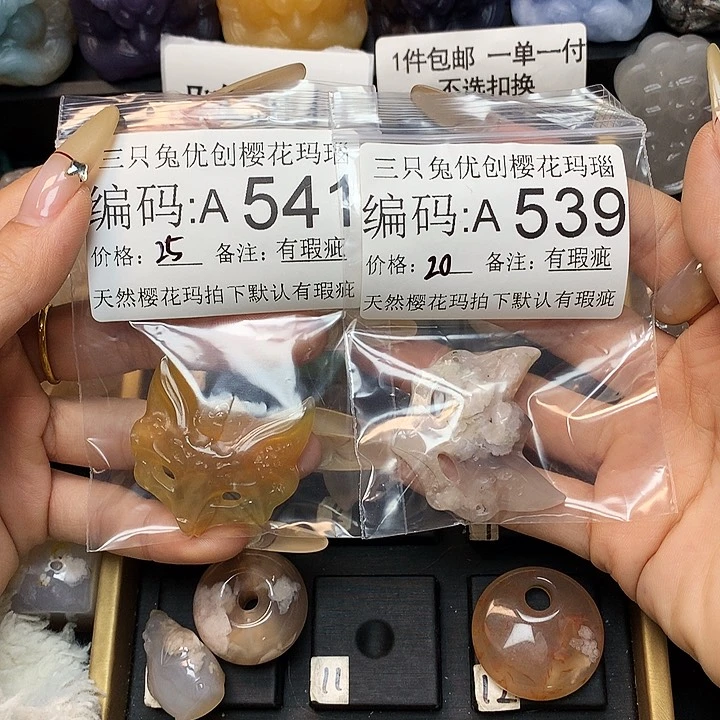 1件包邮 一单一付
不选扣换
三只兔优创樱花玛瑙
编码:A 541
价格: 25 备注: 有瑕疵
天然樱花玛拍下默认有瑕疵
三只兔优创樱花玛瑙
编码:A 539
价格: 20 备注: 有瑕疵
天然樱花玛拍下默认有瑕疵
11
12